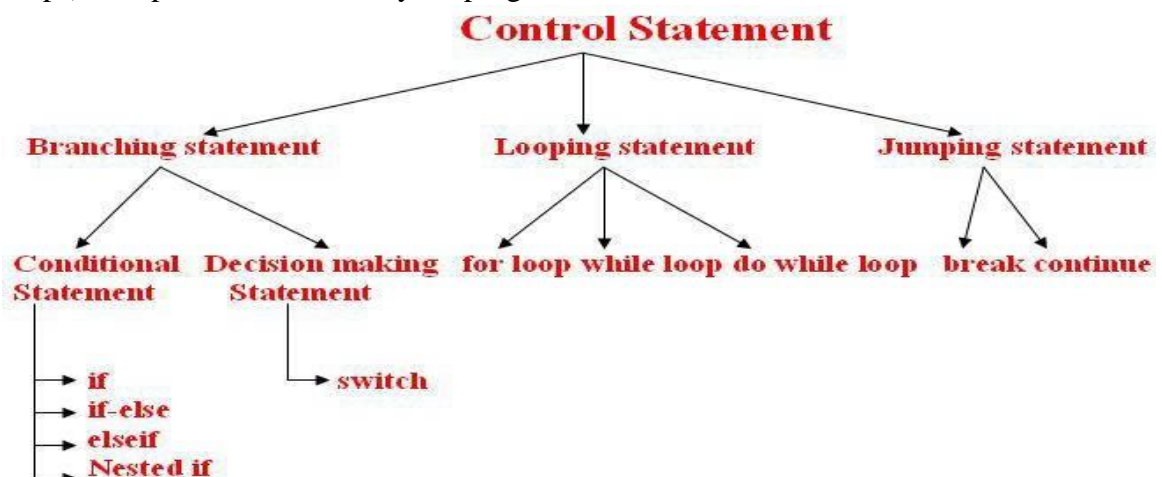 Control Statement
Branching statement Looping statement Jumping statement
Conditional Statement Decision making Statement for loop while loop do while loop break continue
if
switch
if-else
elseif
Nested if